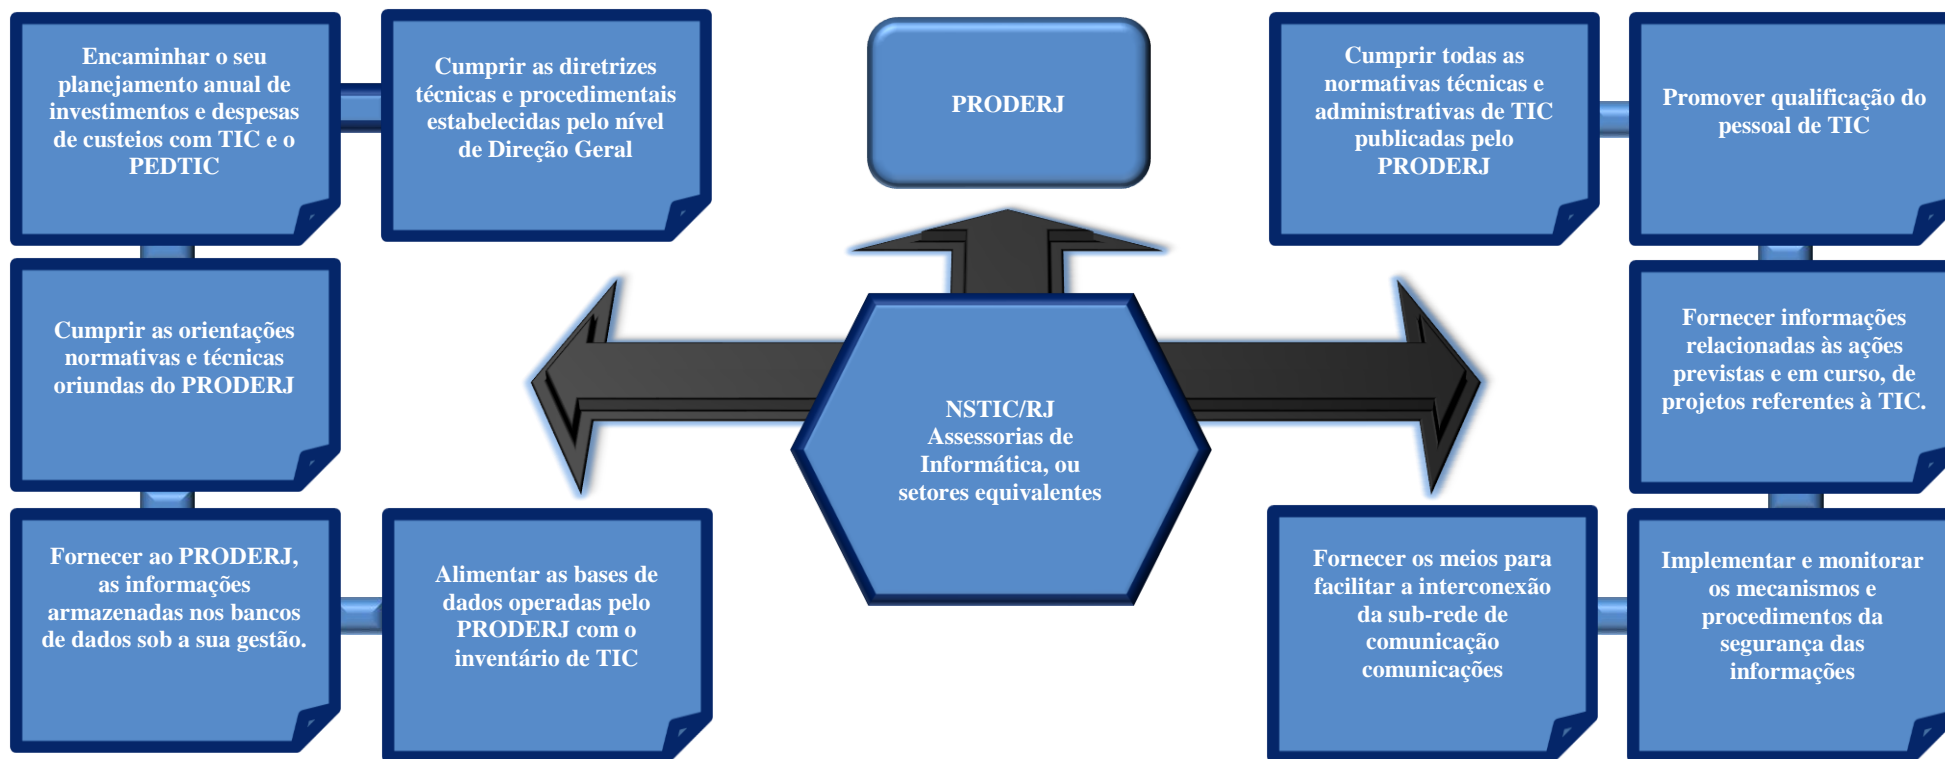 Encaminhar o seu
planejamento anual de
investimentos e despesas
de custeios com TIC e o
PEDTIC
Cumprir as diretrizes
técnicas e procedimentais
estabelecidas pelo nível
de Direção Geral
PRODERJ
Cumprir todas as
normativas técnicas e
administrativas de TIC
publicadas pelo
PRODERJ
Promover qualificação do
pessoal de TIC
Cumprir as orientações
normativas e técnicas
oriundas do PRODERJ
NSTIC/RJ
Assessorias de
Informática, ou
setores equivalentes
Fornecer informações
relacionadas às ações
previstas e em curso, de
projetos referentes à TIC.
Fornecer ao PRODERJ,
as informações
armazenadas nos bancos
de dados sob a sua gestão.
Alimentar as bases de
dados operadas pelo
PRODERJ com o
inventário de TIC
Fornecer os meios para
facilitar a interconexão
da sub-rede de
comunicação
comunicações
Implementar e monitorar
os mecanismos e
procedimentos da
segurança das
informações